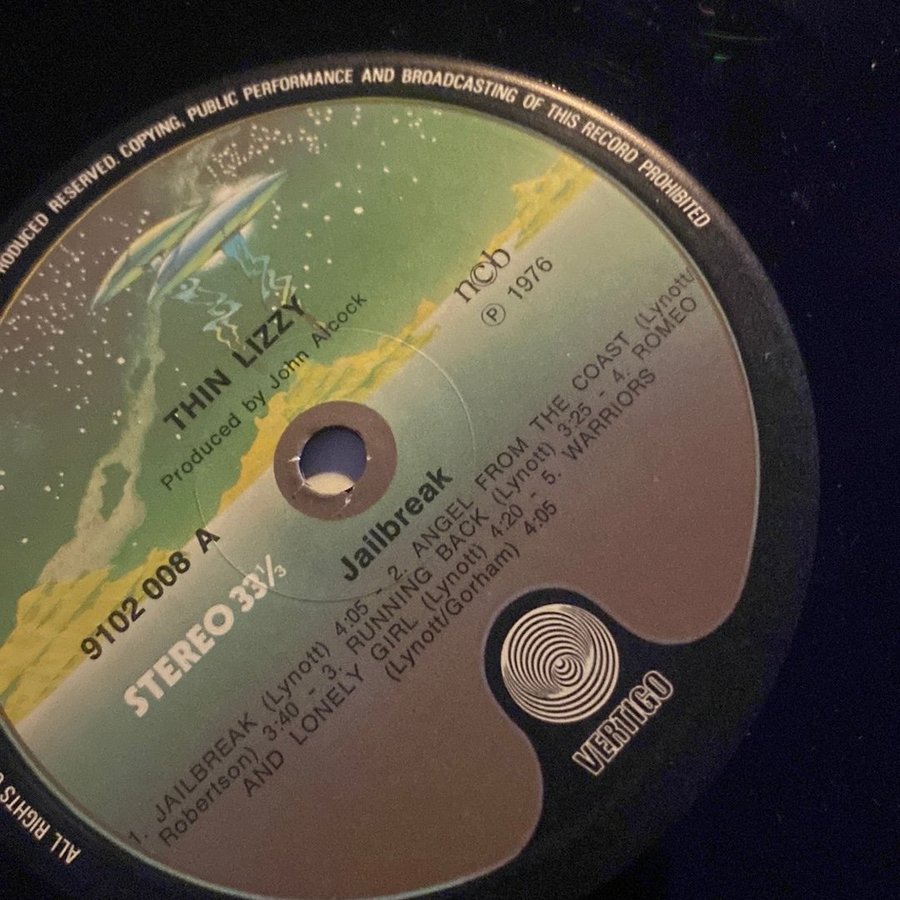 RODUCED RESERVED. COPYING, PUBLIC PERFORMANCE AND BROADCASTING OF THIS RECORD PROHIBITED
ncb
℗ 1976
THIN LIZZY
Produced by John Alcock
9102 008 A
STEREO 33⅓
Jailbreak
1. JAILBREAK (Lynott) 4:05 - 2. ANGEL FROM THE COAST (Lynott
Robertson) 3:40 - 3. RUNNING BACK (Lynott) 3:25 - 4. ROMEO
AND LONELY GIRL (Lynott) 4:20 - 5. WARRIORS
(Lynott/Gorham) 4:05
VERTIGO
ALL RIGHTS